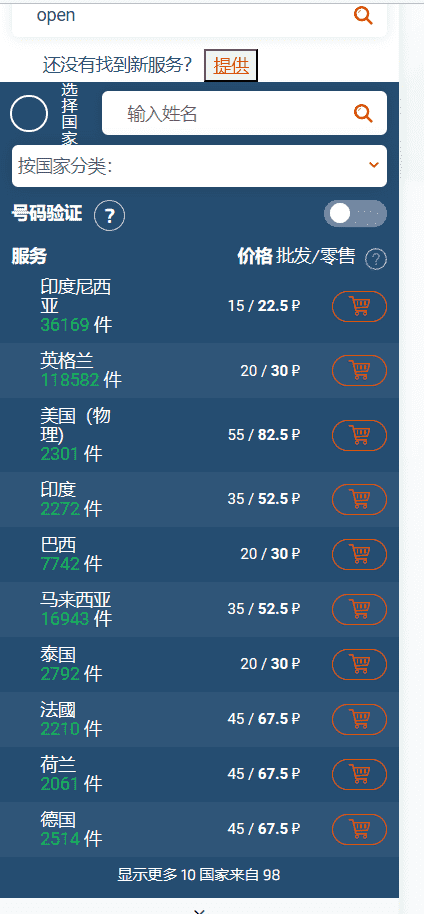 open
还没有找到新服务? 提供
选
择
国
家
输入姓名
按国家分类:
号码验证 ?
服务 价格 批发/零售 ?
印度尼西
亚
36169 件
15 / 22.5 ₽
英格兰
118582 件
20 / 30 ₽
美国（物
理)
2301 件
55 / 82.5 ₽
印度
2272 件
35 / 52.5 ₽
巴西
7742 件
20 / 30 ₽
马来西亚
16943 件
35 / 52.5 ₽
泰国
2792 件
20 / 30 ₽
法國
2210 件
45 / 67.5 ₽
荷兰
2061 件
45 / 67.5 ₽
德国
2514 件
45 / 67.5 ₽
显示更多 10 国家来自 98